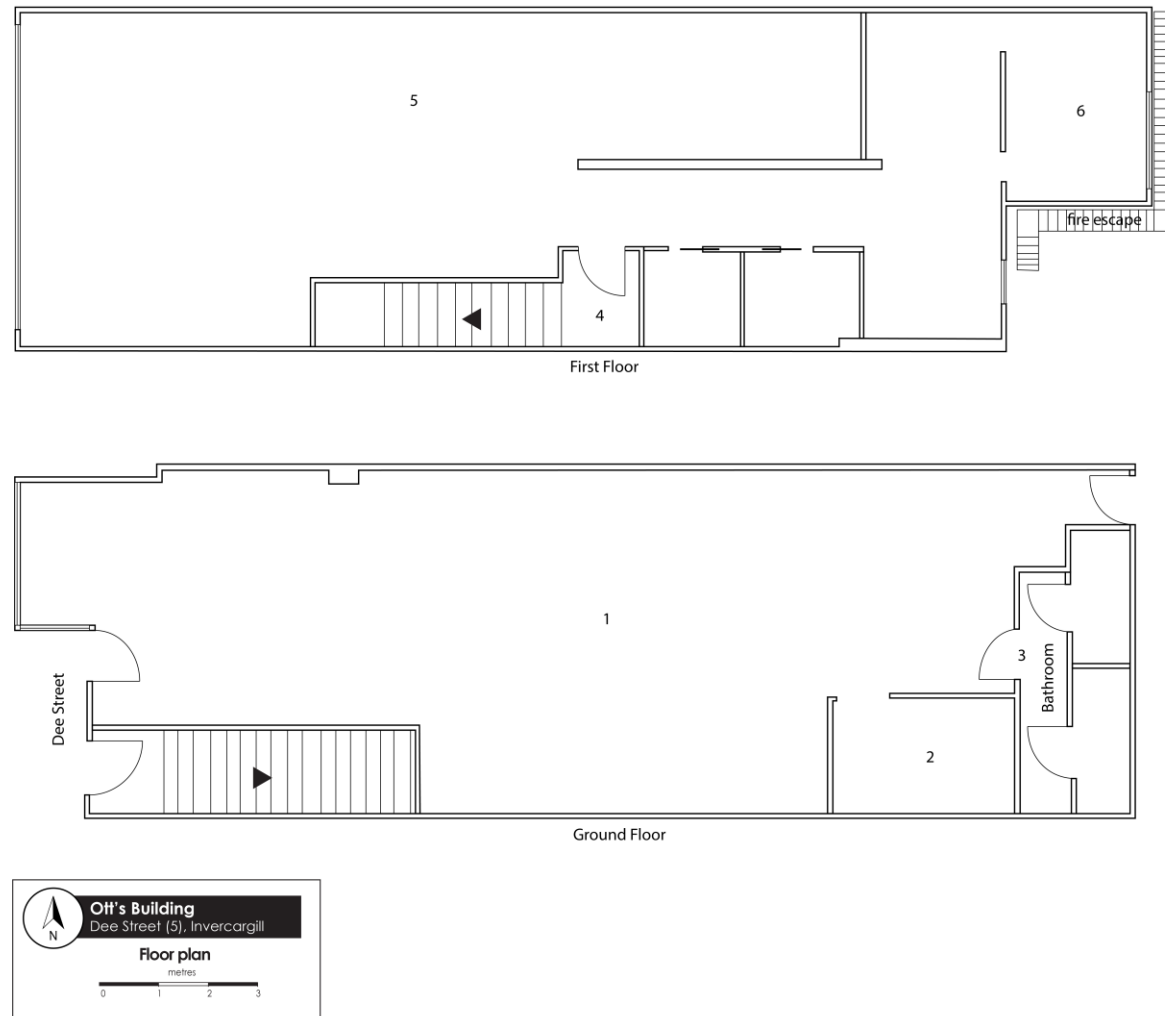 5
6
fire escape
4
First Floor
1
3
Bathroom
Dee Street
2
Ground Floor
Ott's Building
Dee Street (5), Invercargill
N
Floor plan
metres
0 1 2 3